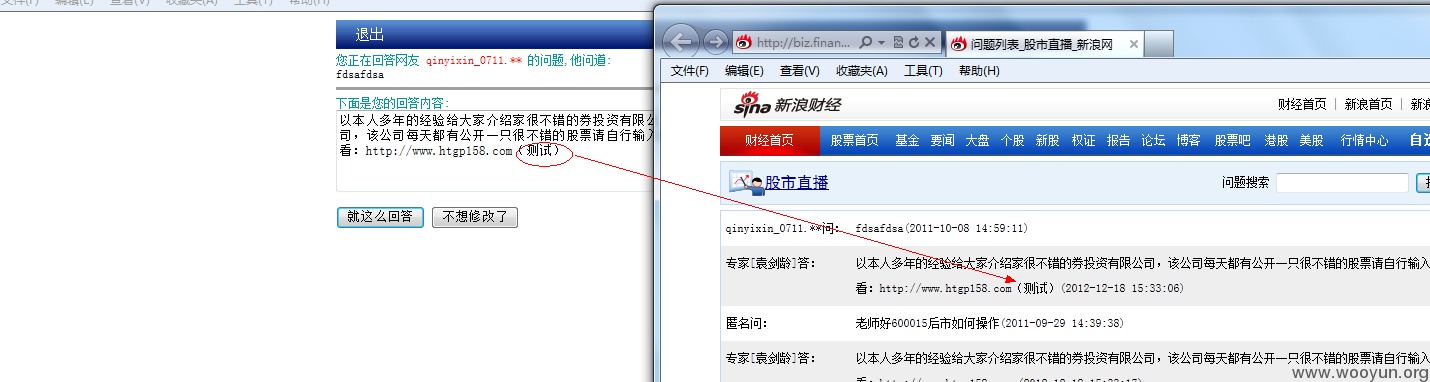 文件(F) 编辑(E) 查看(V) 收藏夹(A) 工具(T) 帮助(H)
退出
您正在回答网友 qinyixin_0711.** 的问题,他问道:
fdsafdsa
下面是您的回答内容:
以本人多年的经验给大家介绍家很不错的券投资有限公
司，该公司每天都有公开一只很不错的股票请自行输入
看：http://www.htgp158.com（测试）
就这么回答 不想修改了
http://biz.finan...
问题列表_股市直播_新浪网
文件(F) 编辑(E) 查看(V) 收藏夹(A) 工具(T) 帮助(H)
sina 新浪财经
财经首页 | 新浪首页 | 新浪
财经首页 股票首页 基金 要闻 大盘 个股 新股 权证 报告 论坛 博客 股票吧 港股 美股 行情中心 自选
股市直播
问题搜索
qinyixin_0711.**问: fdsafdsa(2011-10-08 14:59:11)
专家[袁剑龄]答: 以本人多年的经验给大家介绍家很不错的券投资有限公司，该公司每天都有公开一只很不错的股票请自行输入
看：http://www.htgp158.com（测试）(2012-12-18 15:33:06)
匿名问: 老师好600015后市如何操作(2011-09-29 14:39:38)
专家[袁剑龄]答: 以本人多年的经验给大家介绍家很不错的券投资有限公司，该公司每天都有公开一只很不错的股票请自行输入
www.wooyun.org